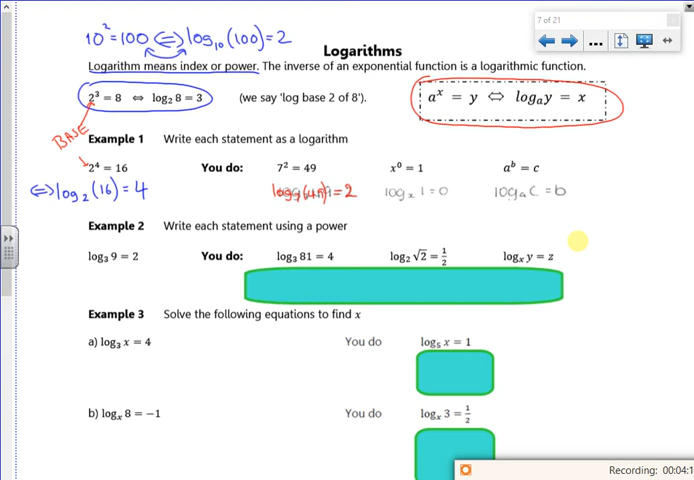 10² = 100 ⇔ log₁₀(100) = 2
7 of 21
Logarithms
Logarithm means index or power. The inverse of an exponential function is a logarithmic function.
2³ = 8 ⇔ log₂ 8 = 3 (we say 'log base 2 of 8').
aˣ = y ⇔ logₐy = x
BASE
Example 1 Write each statement as a logarithm
2⁴ = 16 You do: 7² = 49 x⁰ = 1 aᵇ = c
⇔ log₂(16) = 4 = 2 logₓ 1 = 0 logₐ c = b
Example 2 Write each statement using a power
log₃ 9 = 2 You do: log₃ 81 = 4 log₂ √2 = 1/2 logₓ y = z
Example 3 Solve the following equations to find x
a) log₃ x = 4 You do log₅ x = 1
b) logₓ 8 = −1 You do logₓ 3 = 1/2
Recording: 00:04:1